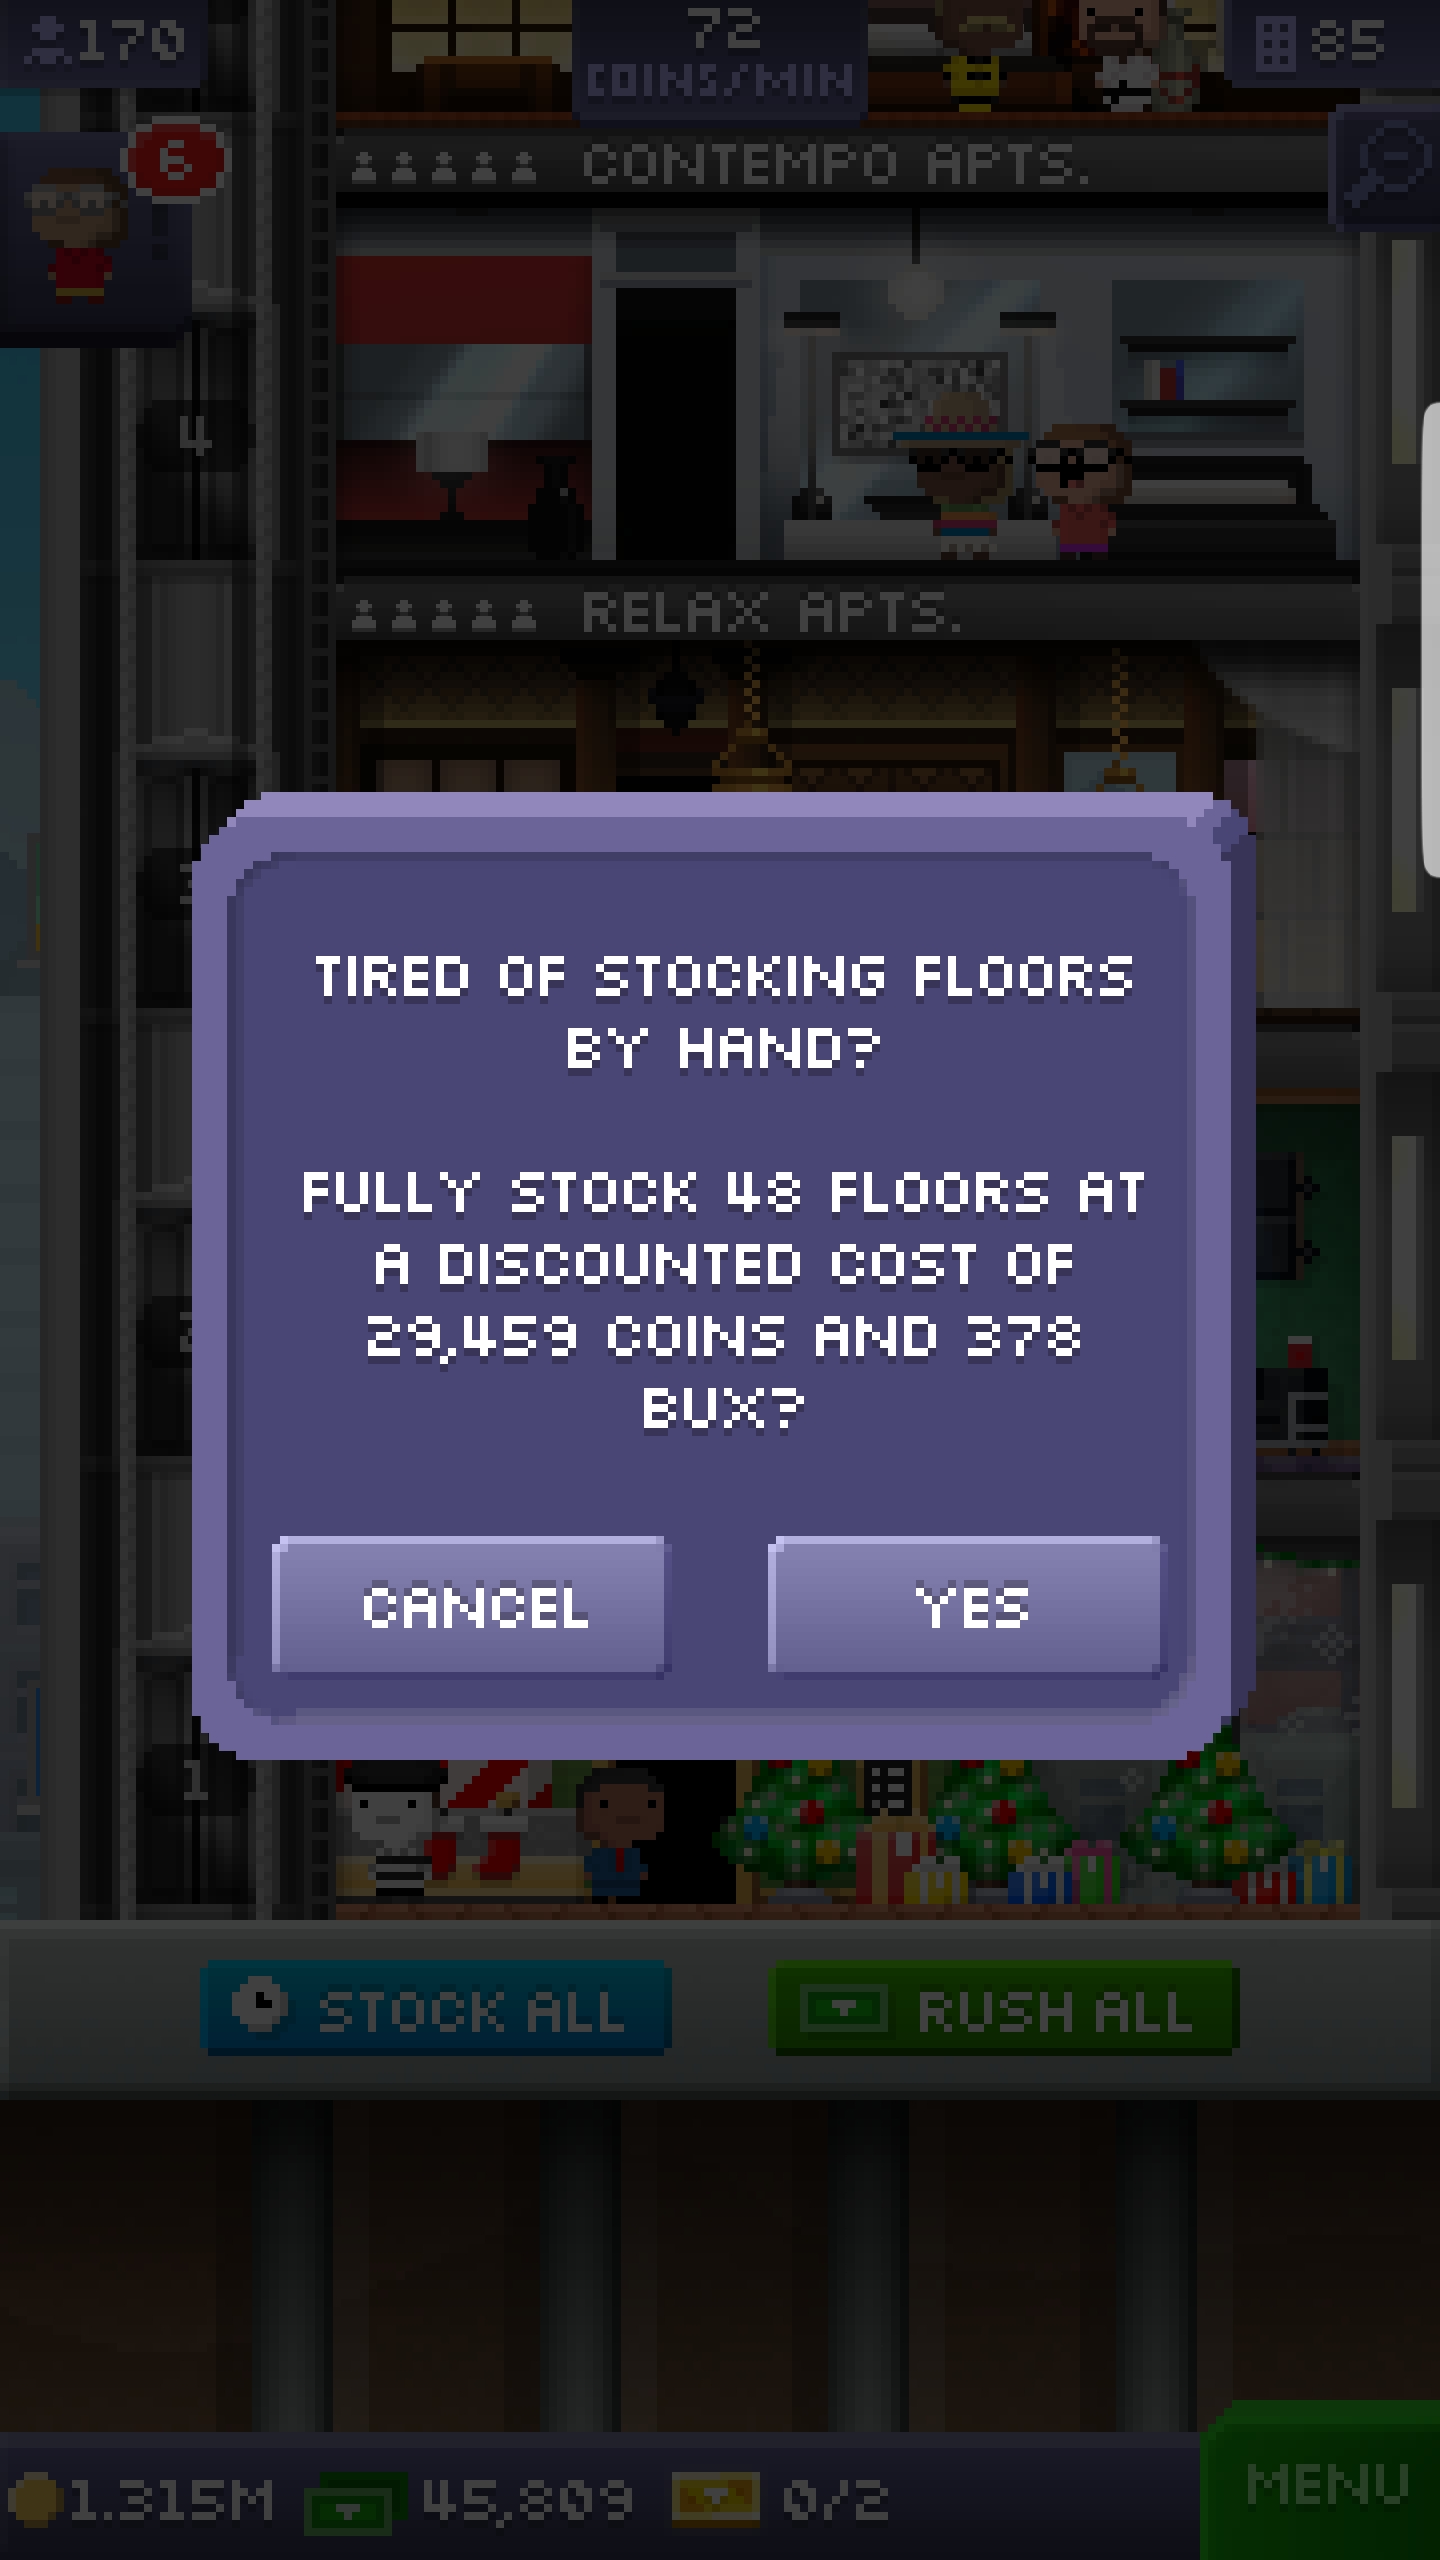 170
72
COINS/MIN
85
6
CONTEMPO APTS.
4
RELAX APTS.
TIRED OF STOCKING FLOORS
BY HAND?
FULLY STOCK 48 FLOORS AT
A DISCOUNTED COST OF
29,459 COINS AND 378
BUX?
CANCEL
YES
1
STOCK ALL
RUSH ALL
1.315M
45,809
0/2
MENU